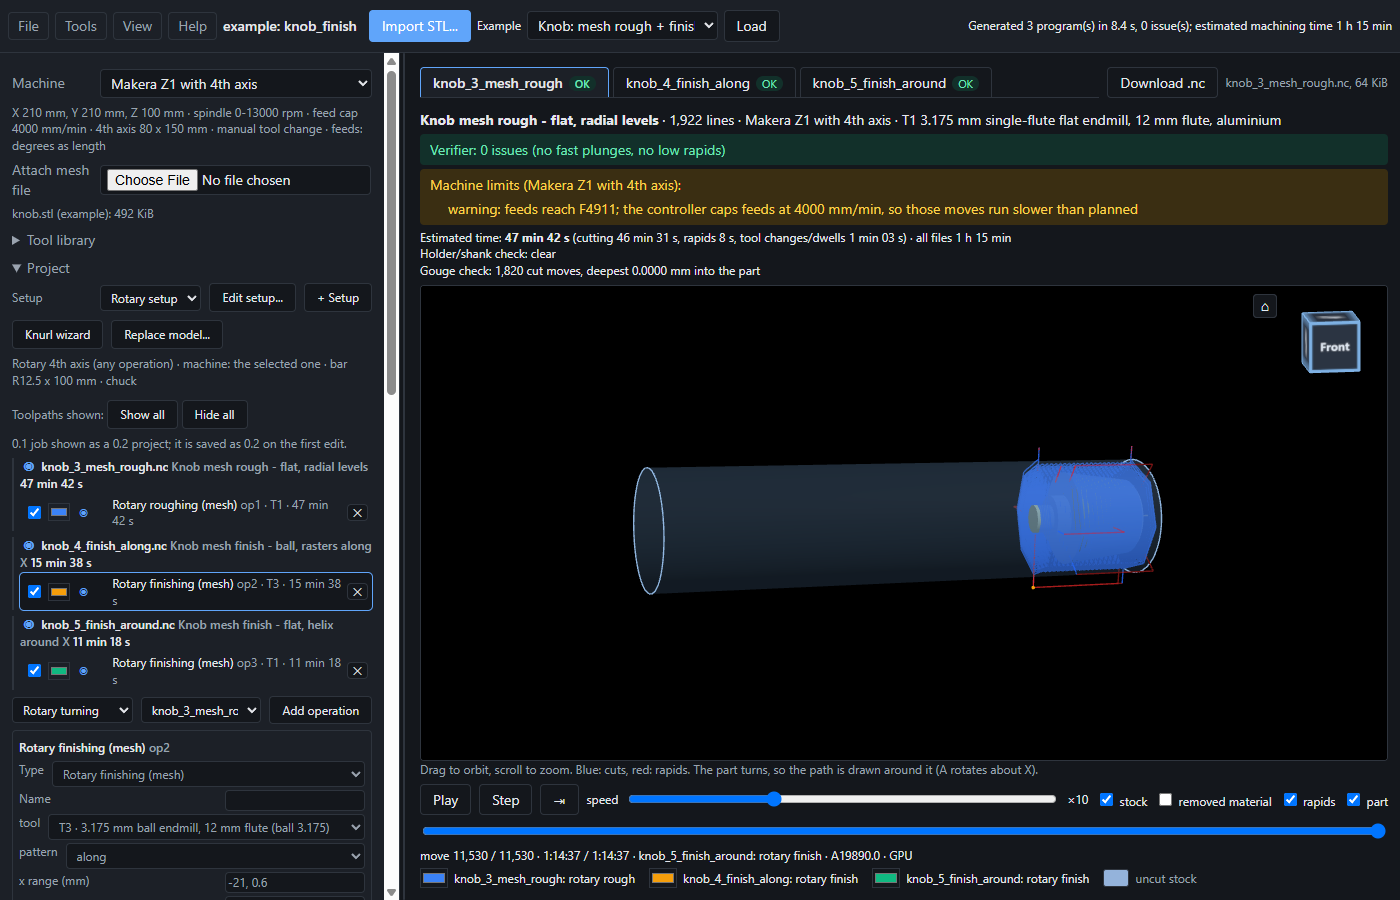 File Tools View Help example: knob_finish Import STL... Example Knob: mesh rough + finis Load Generated 3 program(s) in 8.4 s, 0 issue(s); estimated machining time 1 h 15 min
Machine Makera Z1 with 4th axis
X 210 mm, Y 210 mm, Z 100 mm · spindle 0-13000 rpm · feed cap
4000 mm/min · 4th axis 80 x 150 mm · manual tool change · feeds:
degrees as length
Attach mesh
file
Choose File No file chosen
knob.stl (example): 492 KiB
Tool library
Project
Setup Rotary setup Edit setup... + Setup
Knurl wizard Replace model...
Rotary 4th axis (any operation) · machine: the selected one · bar
R12.5 x 100 mm · chuck
Toolpaths shown: Show all Hide all
0.1 job shown as a 0.2 project; it is saved as 0.2 on the first edit.
knob_3_mesh_rough.nc Knob mesh rough - flat, radial levels
47 min 42 s
Rotary roughing (mesh) op1 · T1 · 47 min
42 s
knob_4_finish_along.nc Knob mesh finish - ball, rasters along
X 15 min 38 s
Rotary finishing (mesh) op2 · T3 · 15 min 38
s
knob_5_finish_around.nc Knob mesh finish - flat, helix
around X 11 min 18 s
Rotary finishing (mesh) op3 · T1 · 11 min 18
s
Rotary turning knob_3_mesh_rc Add operation
Rotary finishing (mesh) op2
Type Rotary finishing (mesh)
Name
tool T3 · 3.175 mm ball endmill, 12 mm flute (ball 3.175)
pattern along
x range (mm) -21, 0.6
knob_3_mesh_rough OK knob_4_finish_along OK knob_5_finish_around OK Download .nc knob_3_mesh_rough.nc, 64 KiB
Knob mesh rough - flat, radial levels · 1,922 lines · Makera Z1 with 4th axis · T1 3.175 mm single-flute flat endmill, 12 mm flute, aluminium
Verifier: 0 issues (no fast plunges, no low rapids)
Machine limits (Makera Z1 with 4th axis):
warning: feeds reach F4911; the controller caps feeds at 4000 mm/min, so those moves run slower than planned
Estimated time: 47 min 42 s (cutting 46 min 31 s, rapids 8 s, tool changes/dwells 1 min 03 s) · all files 1 h 15 min
Holder/shank check: clear
Gouge check: 1,820 cut moves, deepest 0.0000 mm into the part
Front
Drag to orbit, scroll to zoom. Blue: cuts, red: rapids. The part turns, so the path is drawn around it (A rotates about X).
Play Step speed ×10 stock removed material rapids part
move 11,530 / 11,530 · 1:14:37 / 1:14:37 · knob_5_finish_around: rotary finish · A19890.0 · GPU
knob_3_mesh_rough: rotary rough knob_4_finish_along: rotary finish knob_5_finish_around: rotary finish uncut stock